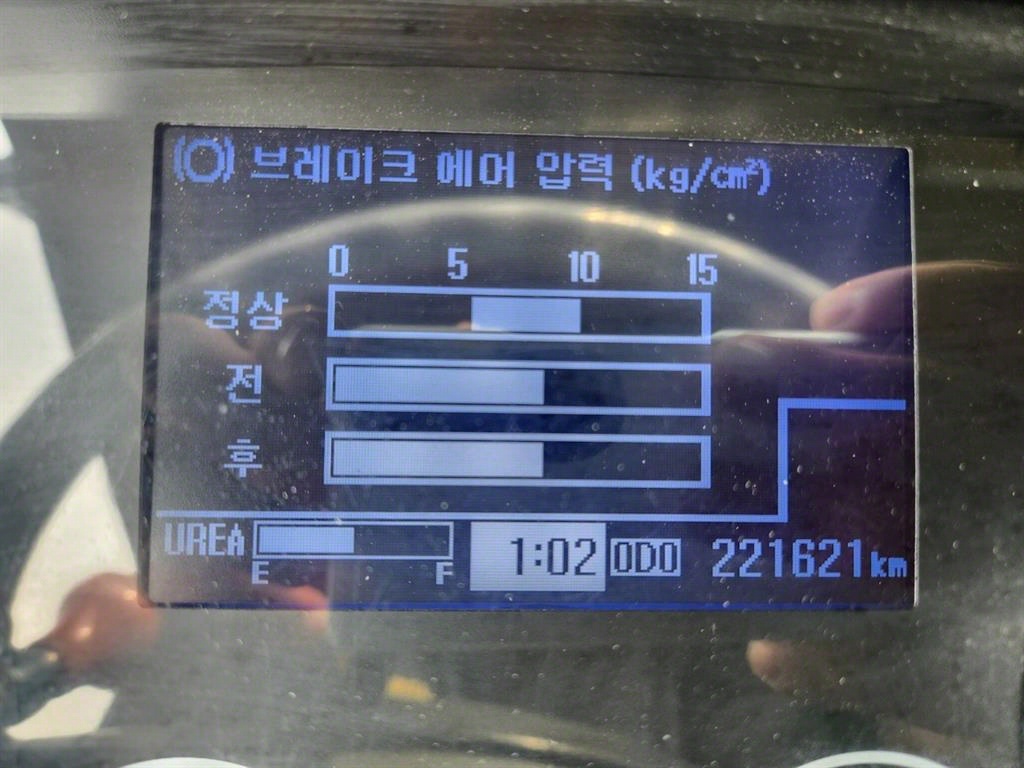 브레이크 에어 압력 (kg/cm²)
0 5 10 15
정상
전
후
UREA E F 1:02 ODO 221621km